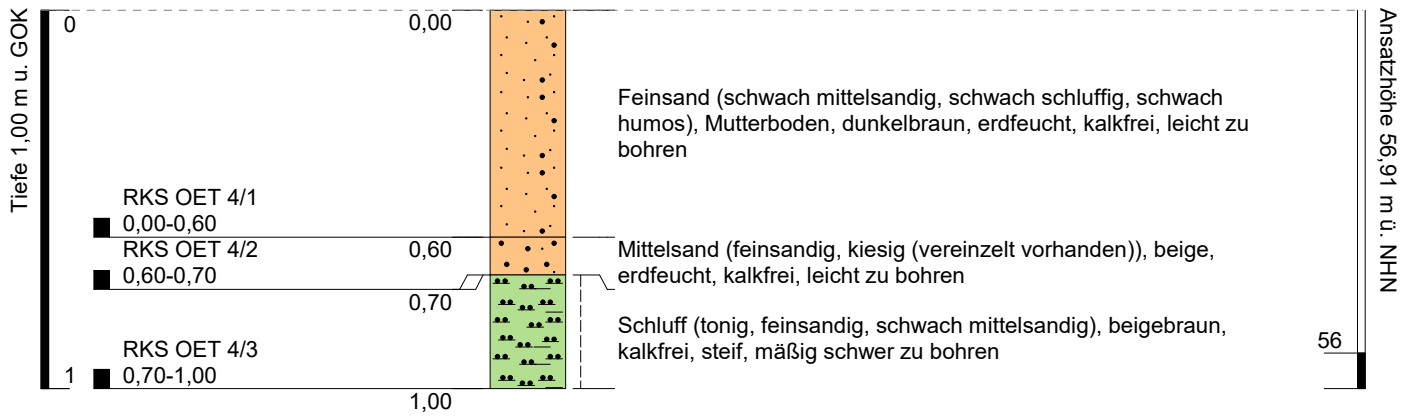 Tiefe 1,00 m u. GOK
0
0,00
Feinsand (schwach mittelsandig, schwach schluffig, schwach
humos), Mutterboden, dunkelbraun, erdfeucht, kalkfrei, leicht zu
bohren
RKS OET 4/1
0,00-0,60
0,60
RKS OET 4/2
0,60-0,70
0,70
Mittelsand (feinsandig, kiesig (vereinzelt vorhanden)), beige,
erdfeucht, kalkfrei, leicht zu bohren
Schluff (tonig, feinsandig, schwach mittelsandig), beigebraun,
kalkfrei, steif, mäßig schwer zu bohren
RKS OET 4/3
0,70-1,00
1
1,00
56
Ansatzhöhe 56,91 m ü. NHN